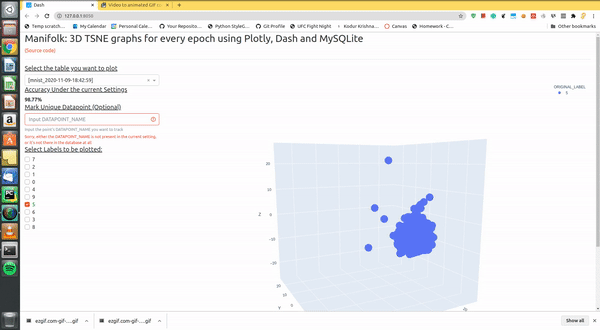 Dash
Video to animated GIF c
127.0.0.1:8050
Temp scratch...
My Calendar
Personal Cale...
Your Reposito...
Python StyleG...
Git Profile
UFC Fight Night
Kodur Krishna...
Canvas
Homework - C...
Other bookmarks
Manifolk: 3D TSNE graphs for every epoch using Plotly, Dash and MySQLite
(Source code)
Select the table you want to plot
[mnist_2020-11-09-18:42:59]
Accuracy Under the current Settings
98.77%
Mark Unique Datapoint (Optional)
Input DATAPOINT_NAME
Input the point's DATAPOINT_NAME you want to track
Sorry, either the DATAPOINT_NAME is not present in the current setting,
or it's not there in the database at all
Select Labels to be plotted:
7
2
1
0
4
9
5
6
3
8
ORIGINAL_LABEL
5
Z
20
10
0
-10
-20
Y
ezgif.com-gif-....gif
ezgif.com-gif-....gif
Show all